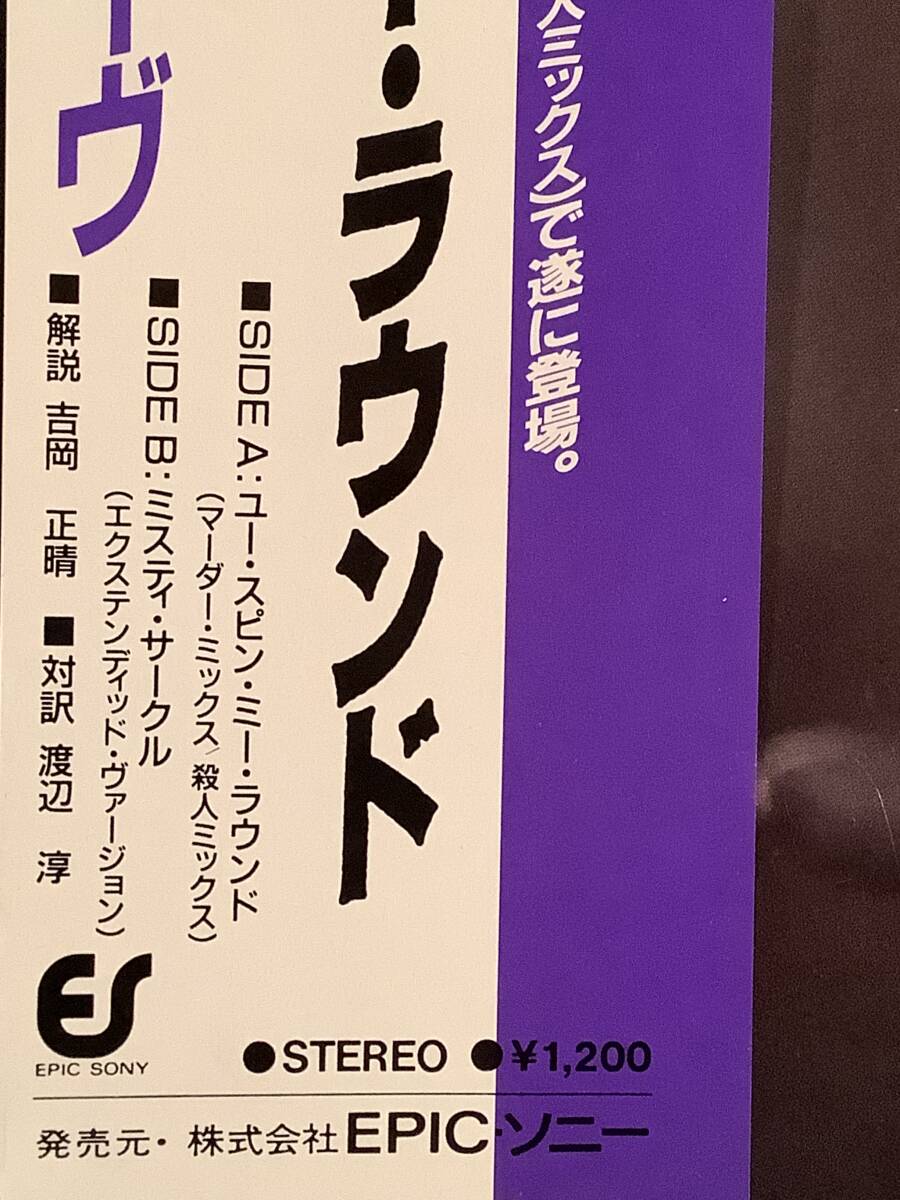 人ミックス)で遂に登場。
ー・ラウンド
ーヴ
■SIDE A:ユー・スピン・ミー・ラウンド
(マーダー・ミックス/殺人ミックス)
■SIDE B:ミスティ・サークル
(エクステンディッド・ヴァージョン)
■解説 吉岡 正晴 ■対訳 渡辺 淳
ES
EPIC SONY
●STEREO ●¥1,200
発売元・株式会社EPIC・ソニー